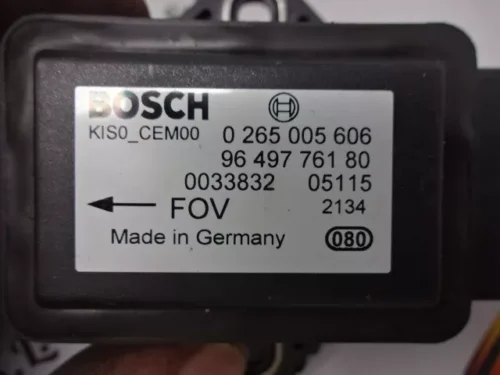 BOSCH
KIS0_CEM00 0 265 005 606
96 497 761 80
0033832 05115
FOV 2134
Made in Germany 080